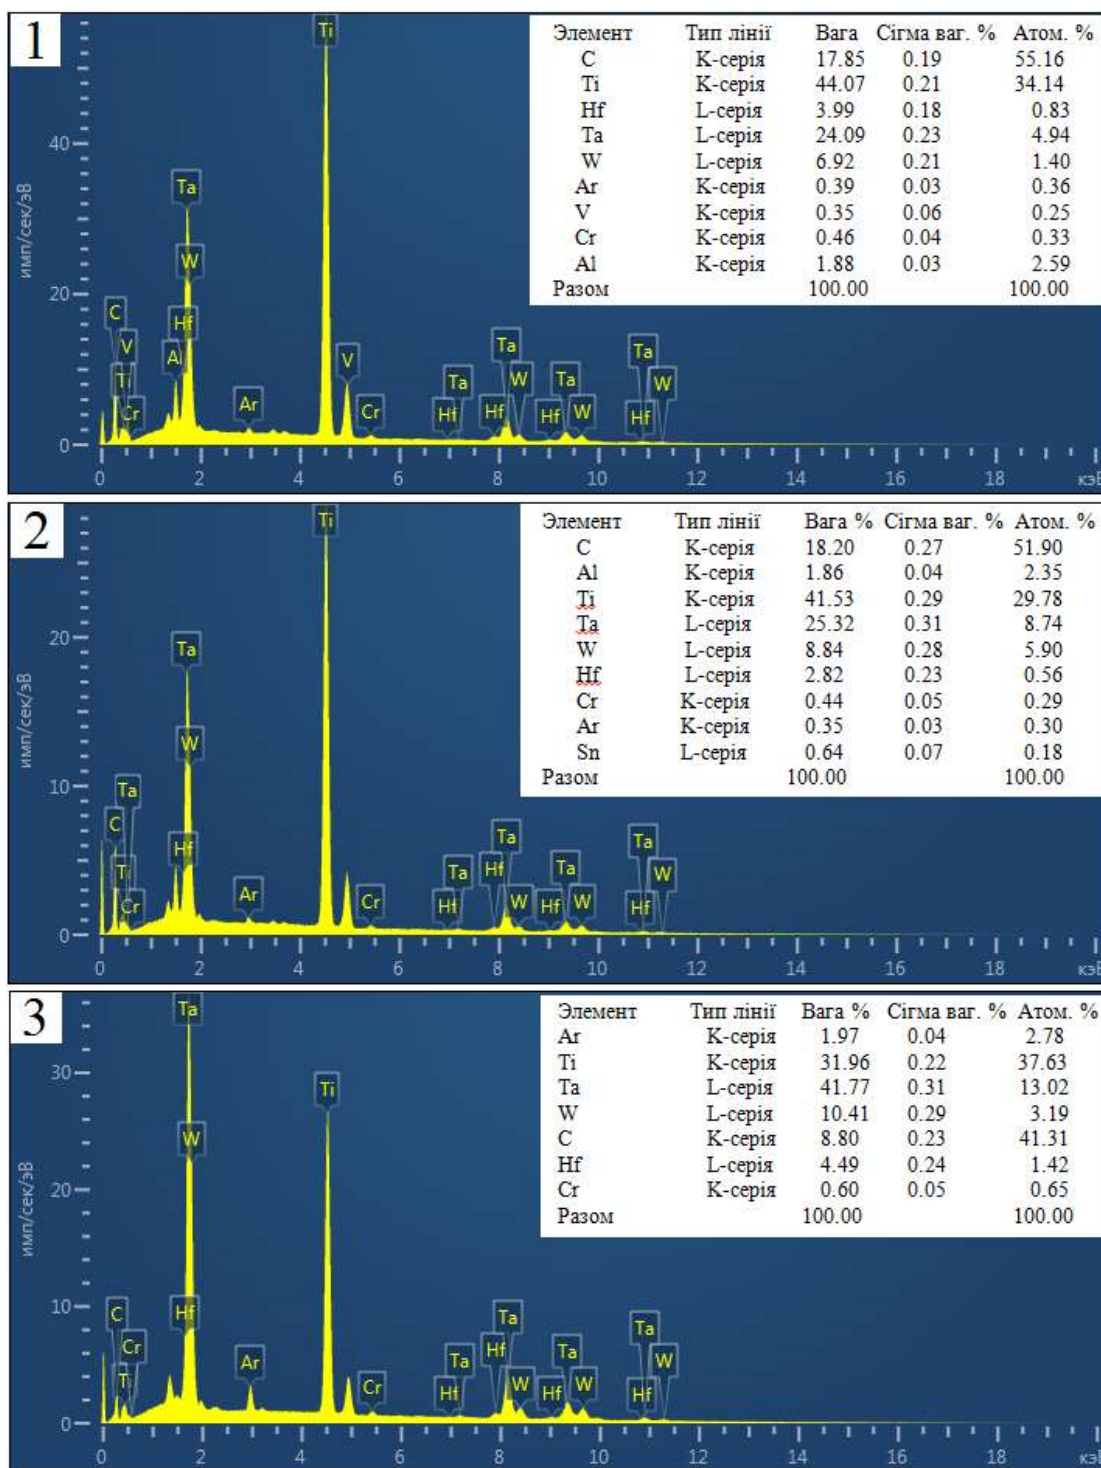 1
Элемент Тип лінії Вага Сігма ваг. % Атом. %
C K-серія 17.85 0.19 55.16
Ti K-серія 44.07 0.21 34.14
Hf L-серія 3.99 0.18 0.83
Ta L-серія 24.09 0.23 4.94
W L-серія 6.92 0.21 1.40
Ar K-серія 0.39 0.03 0.36
V K-серія 0.35 0.06 0.25
Cr K-серія 0.46 0.04 0.33
Al K-серія 1.88 0.03 2.59
Разом 100.00 100.00
Ti
40
Ta
имп/сек/эВ
W
20
C Hf
V Al Ta Ta
Ti V Ta W Ta W
Cr Ar Cr Hf Hf Hf W Hf
0
0 2 4 6 8 10 12 14 16 18 кэВ
2
Элемент Тип лінії Вага % Сігма ваг. % Атом. %
C K-серія 18.20 0.27 51.90
Al K-серія 1.86 0.04 2.35
Ti K-серія 41.53 0.29 29.78
Ta L-серія 25.32 0.31 8.74
W L-серія 8.84 0.28 5.90
Hf L-серія 2.82 0.23 0.56
Cr K-серія 0.44 0.05 0.29
Ar K-серія 0.35 0.03 0.30
Sn L-серія 0.64 0.07 0.18
Разом 100.00 100.00
Ti
20
Ta
имп/сек/эВ
W
Ta
10
C Ta Ta
Ti Hf Ta Hf Ta W
Cr Ar Cr Hf W Hf W Hf
0
0 2 4 6 8 10 12 14 16 18 кэВ
3
Элемент Тип лінії Вага % Сігма ваг. % Атом. %
Ar K-серія 1.97 0.04 2.78
Ti K-серія 31.96 0.22 37.63
Ta L-серія 41.77 0.31 13.02
W L-серія 10.41 0.29 3.19
C K-серія 8.80 0.23 41.31
Hf L-серія 4.49 0.24 1.42
Cr K-серія 0.60 0.05 0.65
Разом 100.00 100.00
Ta
30
Ti
W
имп/сек/эВ
20
10
C Hf Ta Ta
Cr Ar Ta Hf Ta W
Ti Cr Hf W Hf W Hf
0
0 2 4 6 8 10 12 14 16 18 кэВ